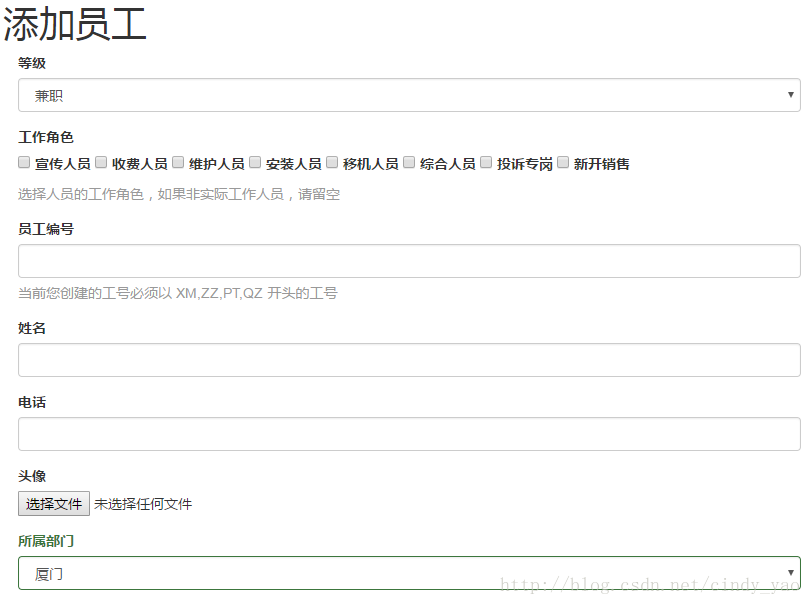 添加员工
等级
兼职
工作角色
宣传人员 收费人员 维护人员 安装人员 移机人员 综合人员 投诉专岗 新开销售
选择人员的工作角色，如果非实际工作人员，请留空
员工编号
当前您创建的工号必须以 XM,ZZ,PT,QZ 开头的工号
姓名
电话
头像
选择文件 未选择任何文件
所属部门
厦门
http://blog.csdn.net/cindy_yao